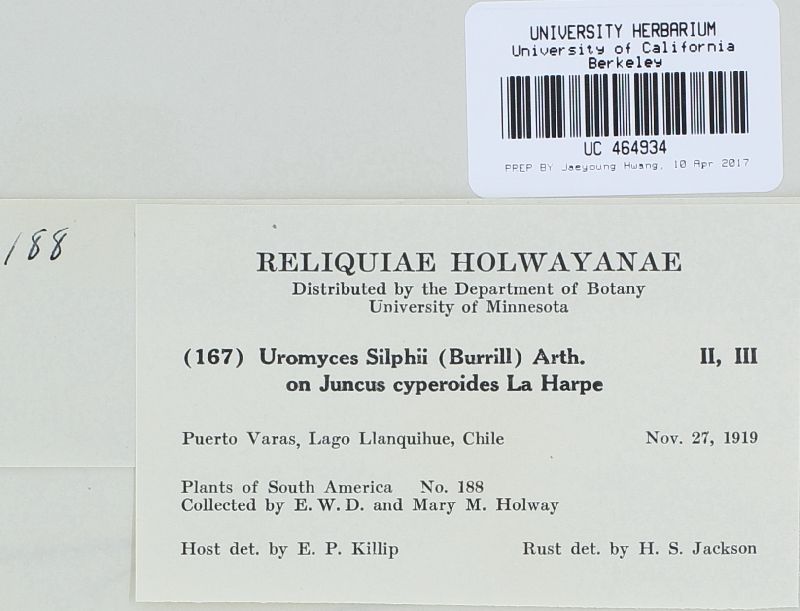 UNIVERSITY HERBARIUM
University of California
Berkeley
UC 464934
PREP BY Jaeyoung Hwang, 10 Apr 2017
188
RELIQUIAE HOLWAYANAE
Distributed by the Department of Botany
University of Minnesota
(167) Uromyces Silphii (Burrill) Arth. II, III
on Juncus cyperoides La Harpe
Puerto Varas, Lago Llanquihue, Chile Nov. 27, 1919
Plants of South America No. 188
Collected by E. W. D. and Mary M. Holway
Host det. by E. P. Killip Rust det. by H. S. Jackson